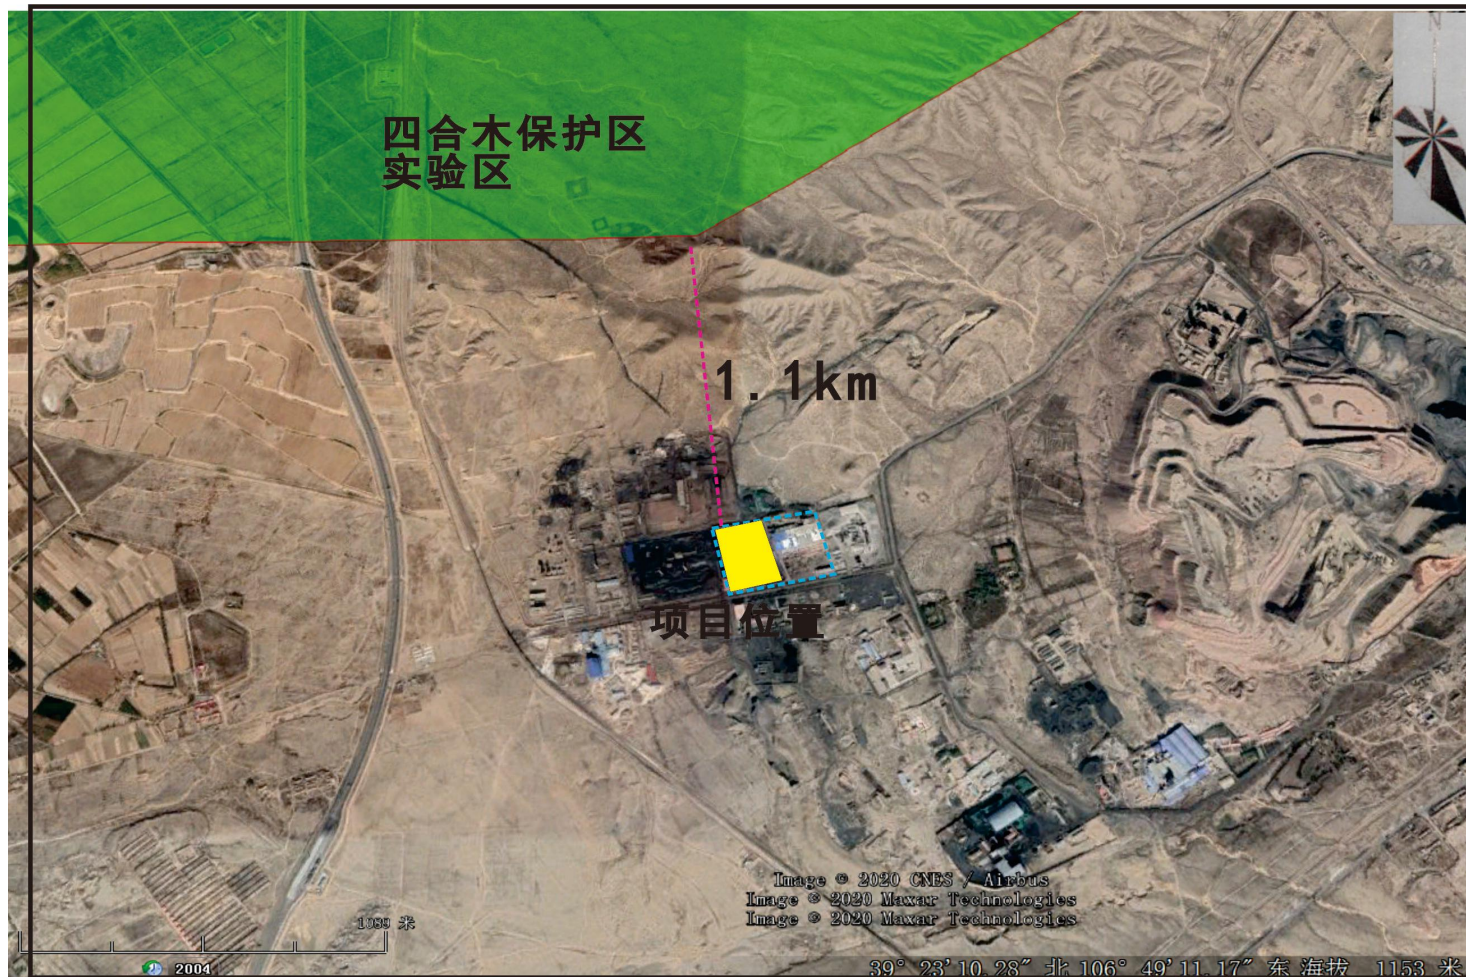 N
四合木保护区
实验区
1.1km
项目位置
Image © 2020 CNES / Airbus
Image © 2020 Maxar Technologies
Image © 2020 Maxar Technologies
1089 米
2004
39° 23′10.28″ 北 106° 49′11.17″ 东 海拔 1153 米